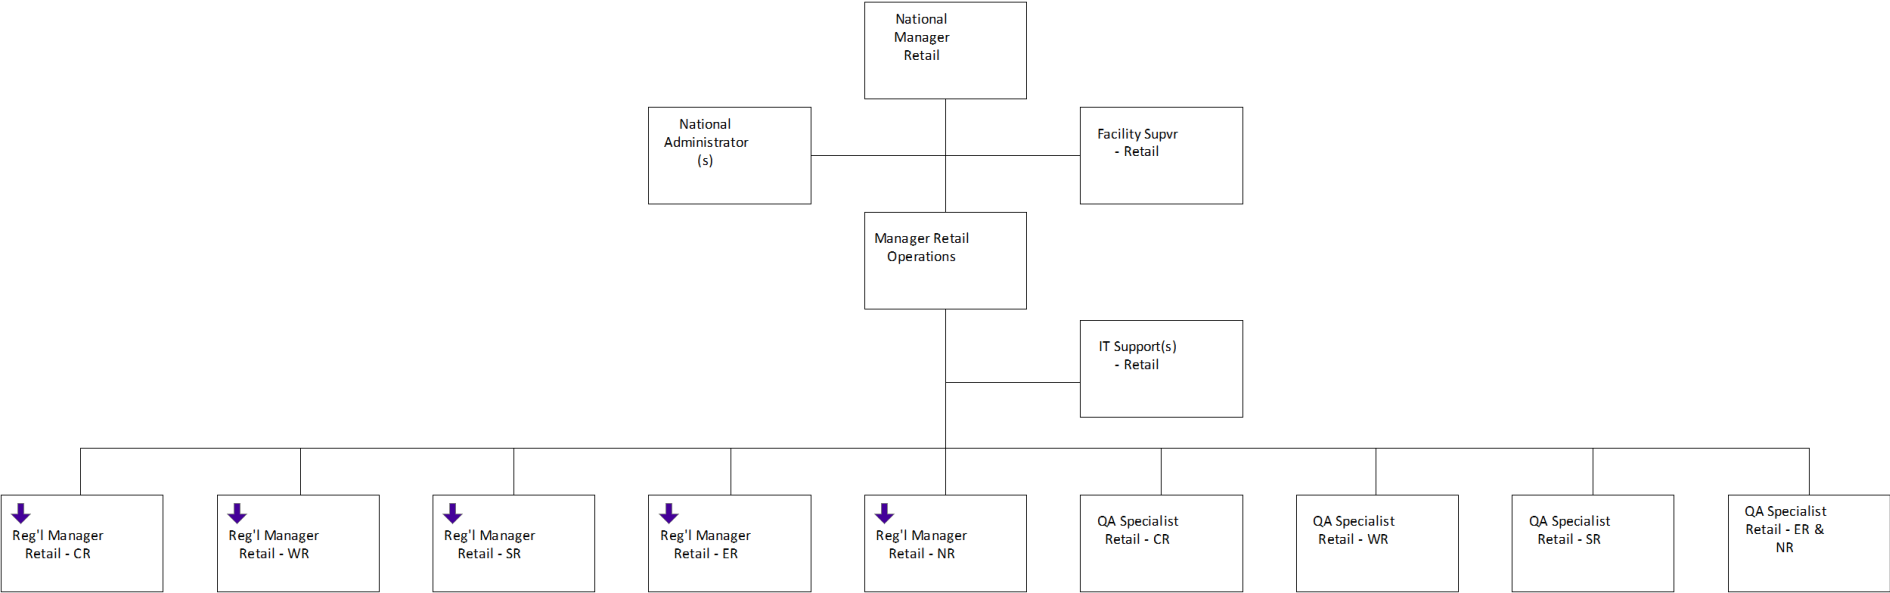 National
Manager
Retail
National
Administrator
(s)
Facility Supvr
- Retail
Manager Retail
Operations
IT Support(s)
- Retail
Reg'l Manager
Retail - CR
Reg'l Manager
Retail - WR
Reg'l Manager
Retail - SR
Reg'l Manager
Retail - ER
Reg'l Manager
Retail - NR
QA Specialist
Retail - CR
QA Specialist
Retail - WR
QA Specialist
Retail - SR
QA Specialist
Retail - ER &
NR